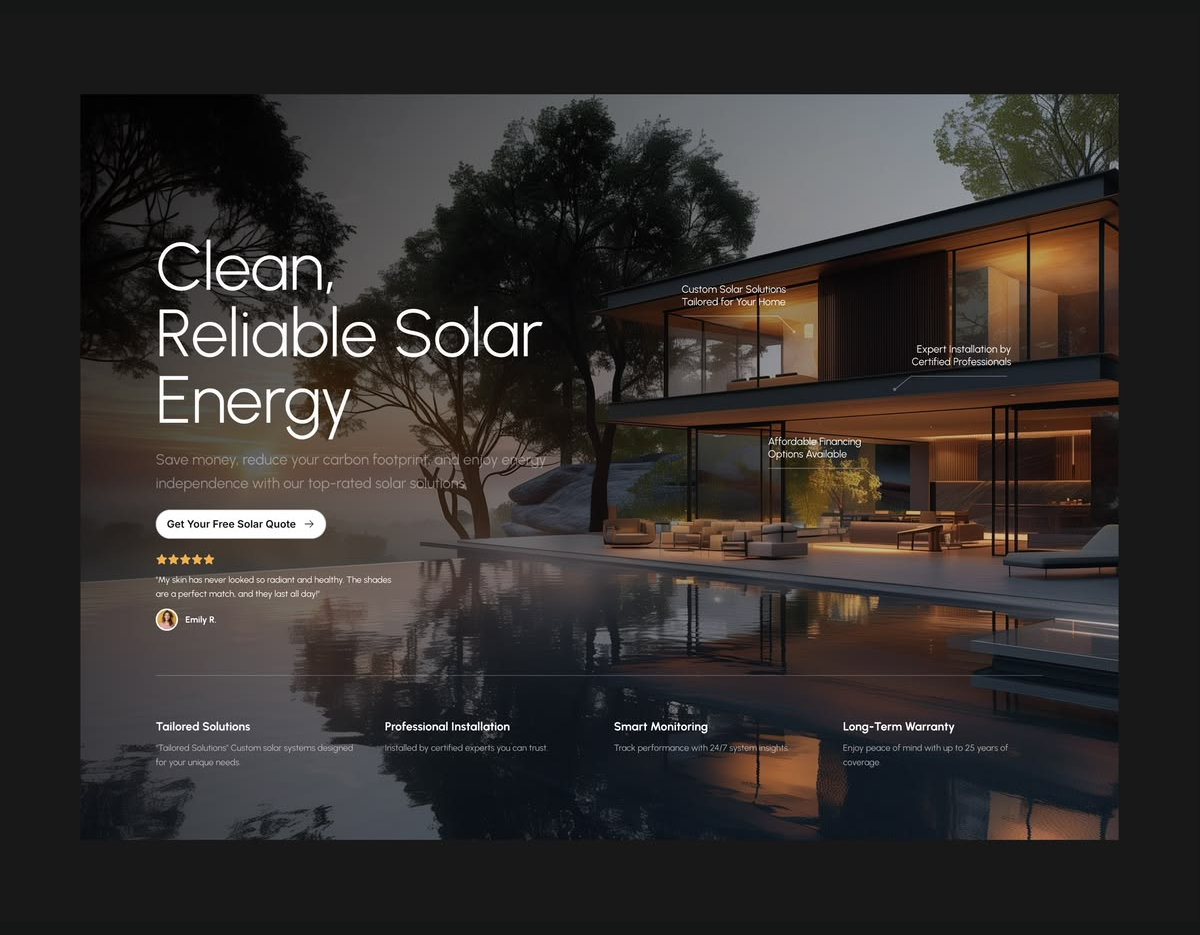 Clean,
Reliable Solar
Energy
Save money, reduce your carbon footprint, and enjoy energy
independence with our top-rated solar solutions.
Get Your Free Solar Quote →
"My skin has never looked so radiant and healthy. The shades
are a perfect match, and they last all day!"
Emily R.
Custom Solar Solutions
Tailored for Your Home
Expert Installation by
Certified Professionals
Affordable Financing
Options Available
Tailored Solutions
"Tailored Solutions" Custom solar systems designed
for your unique needs.
Professional Installation
Installed by certified experts you can trust.
Smart Monitoring
Track performance with 24/7 system insights.
Long-Term Warranty
Enjoy peace of mind with up to 25 years of
coverage.